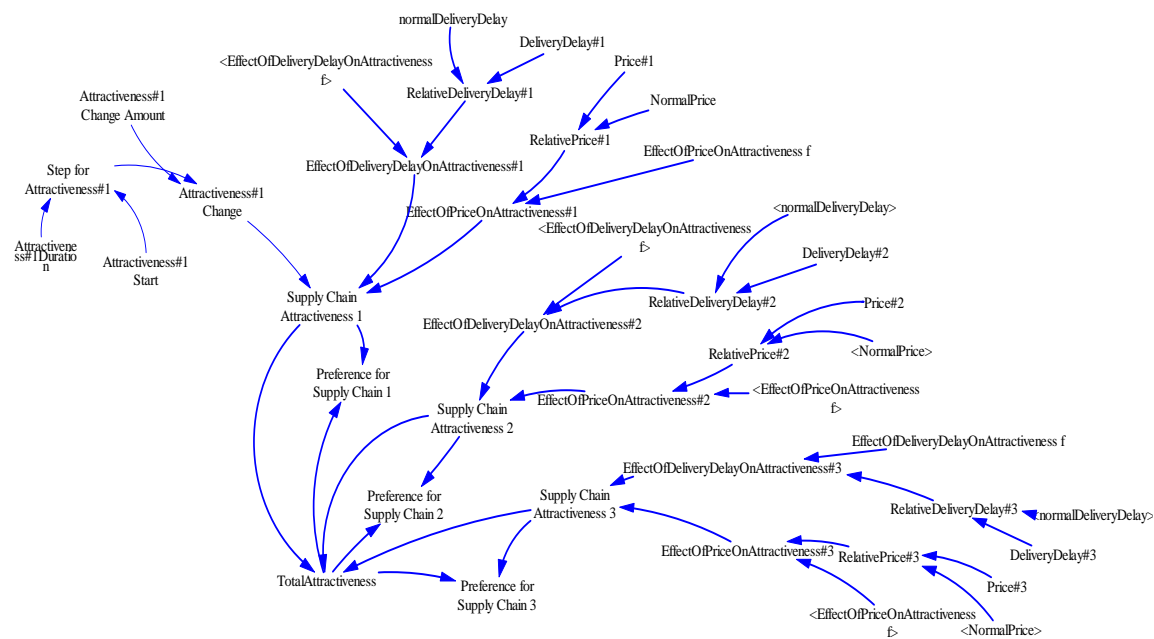 normalDeliveryDelay
DeliveryDelay#1
<EffectOfDeliveryDelayOnAttractiveness
f>
Price#1
RelativeDeliveryDelay#1
NormalPrice
Attractiveness#1
Change Amount
RelativePrice#1
EffectOfPriceOnAttractiveness f
EffectOfDeliveryDelayOnAttractiveness#1
Step for
Attractiveness#1
Attractiveness#1
Change
EffectOfPriceOnAttractiveness#1
<normalDeliveryDelay>
<EffectOfDeliveryDelayOnAttractiveness
f>
Attractivene
ss#1Duratio
n
Attractiveness#1
Start
DeliveryDelay#2
Supply Chain
Attractiveness 1
RelativeDeliveryDelay#2
Price#2
EffectOfDeliveryDelayOnAttractiveness#2
RelativePrice#2
<NormalPrice>
Preference for
Supply Chain 1
EffectOfPriceOnAttractiveness#2
<EffectOfPriceOnAttractiveness
f>
Supply Chain
Attractiveness 2
EffectOfDeliveryDelayOnAttractiveness f
EffectOfDeliveryDelayOnAttractiveness#3
Preference for
Supply Chain 2
Supply Chain
Attractiveness 3
RelativeDeliveryDelay#3
<normalDeliveryDelay>
EffectOfPriceOnAttractiveness#3
RelativePrice#3
DeliveryDelay#3
TotalAttractiveness
Preference for
Supply Chain 3
Price#3
<EffectOfPriceOnAttractiveness
f>
<NormalPrice>